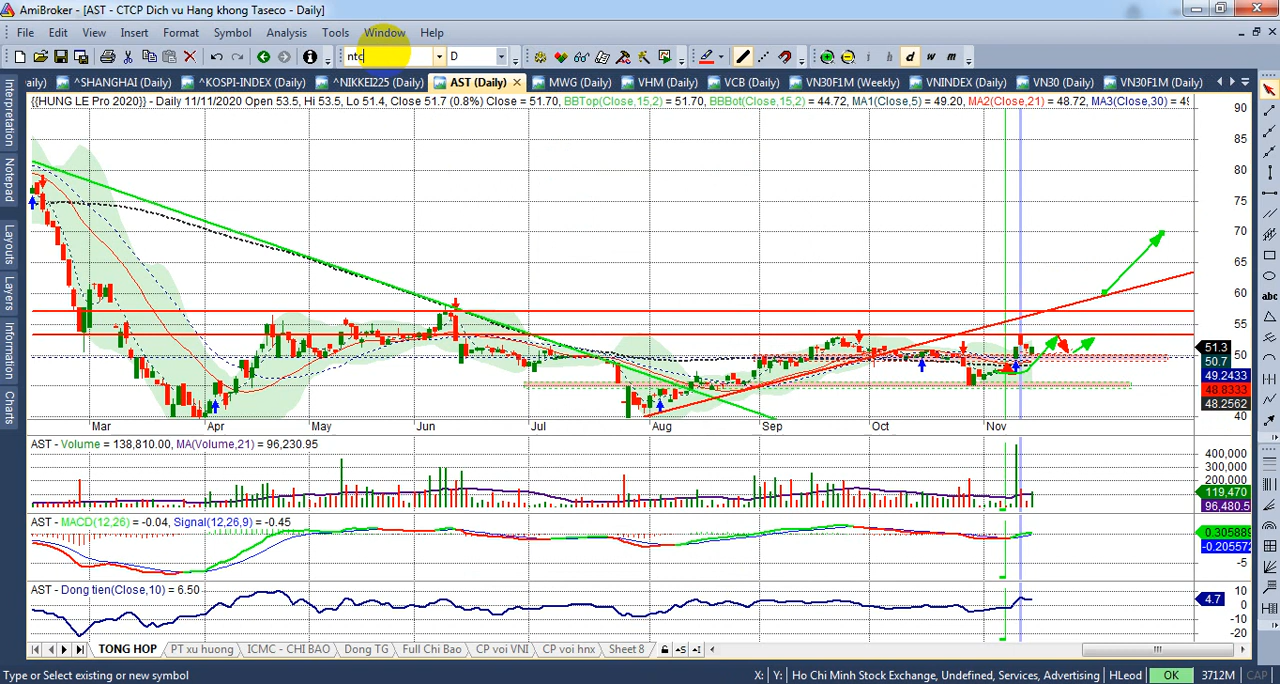 AmiBroker - [AST - CTCP Dich vu Hang khong Taseco - Daily]
File Edit View Insert Format Symbol Analysis Tools Window Help
ntc D i h d w m
aily) ^SHANGHAI (Daily) ^KOSPI-INDEX (Daily) ^NIKKEI225 (Daily) AST (Daily) MWG (Daily) VHM (Daily) VCB (Daily) VN30F1M (Weekly) VNINDEX (Daily) VN30 (Daily) VN30F1M (Daily)
{{HUNG LE Pro 2020}} - Daily 11/11/2020 Open 53.5, Hi 53.5, Lo 51.4, Close 51.7 (0.8%) Close = 51.70, BBTop(Close,15,2) = 51.70, BBBot(Close,15,2) = 44.72, MA1(Close,5) = 49.20, MA2(Close,21) = 48.72, MA3(Close,30) = 49
Interpretation
Notepad
Layouts
Layers
Information
Charts
abc
90
85
80
75
70
65
60
55
51.3
50
50.7
49.2433
48.8333
48.2562
40
Mar Apr May Jun Jul Aug Sep Oct Nov
AST - Volume = 138,810.00, MA(Volume,21) = 96,230.95
400,000
300,000
200,000
119,470
96,480.5
AST - MACD(12,26) = -0.04, Signal(12,26,9) = -0.45
0.305889
-0.205572
-5
AST - Dong tien(Close,10) = 6.50
10
4.7
0
-10
-20
TONG HOP PT xu huong ICMC - CHI BAO Dong TG Full Chi Bao CP voi VNI CP voi hnx Sheet 8
Type or Select existing or new symbol X: Y: Ho Chi Minh Stock Exchange, Undefined, Services, Advertising HLeod OK 3712M CAP